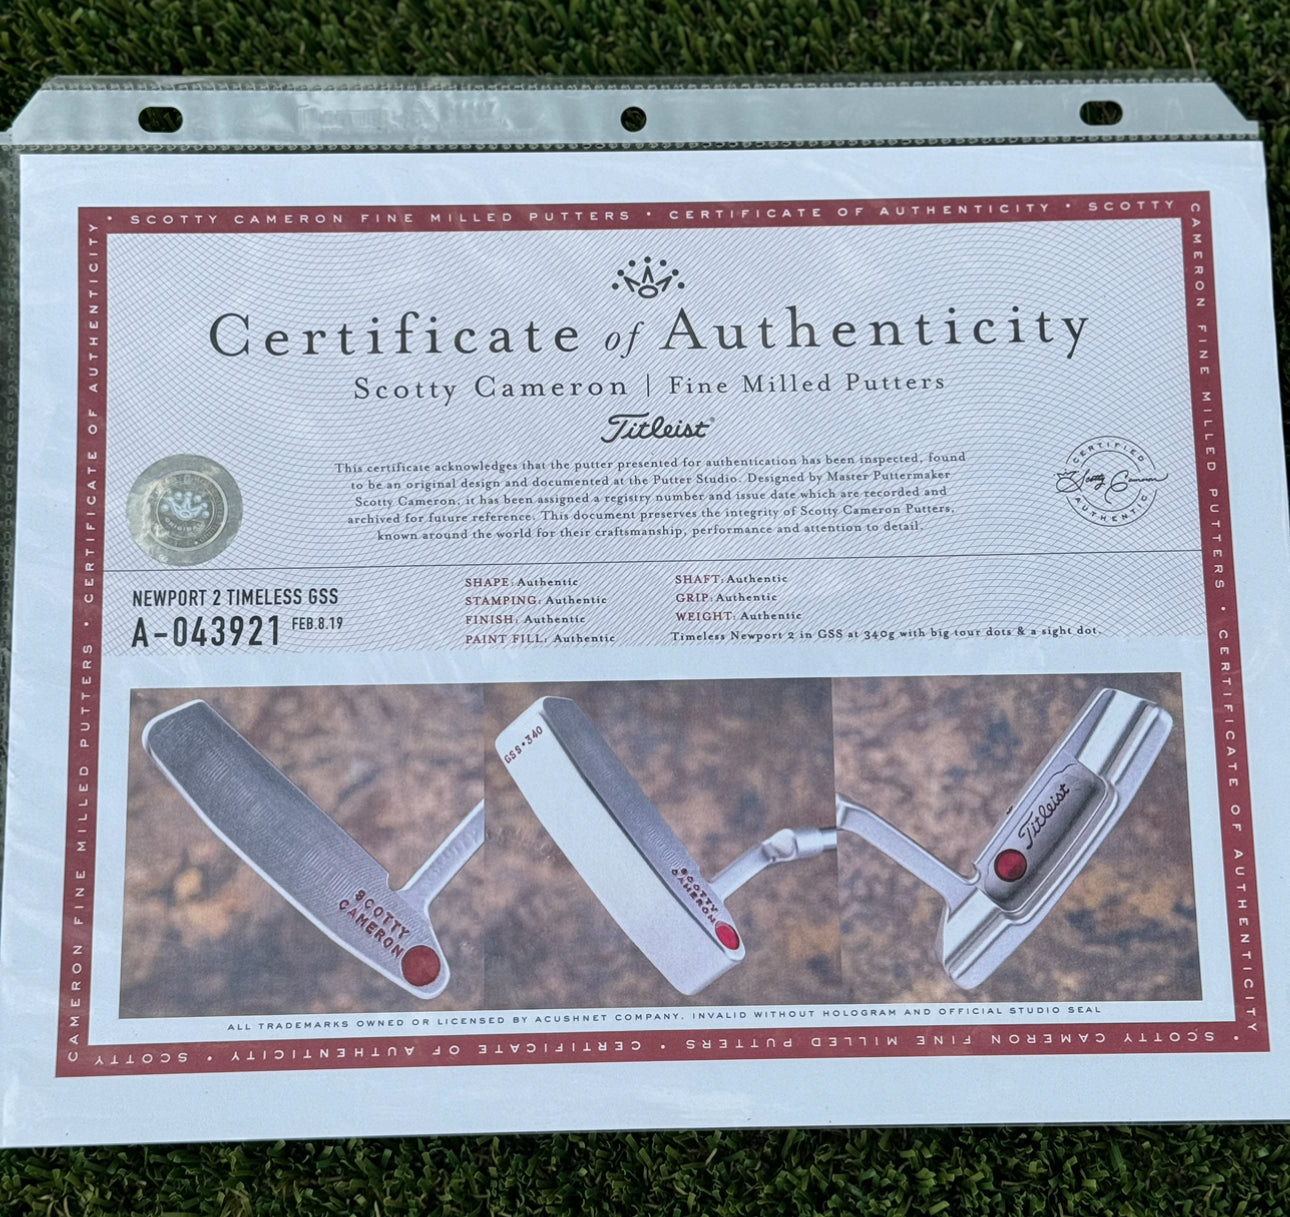 • SCOTTY CAMERON FINE MILLED PUTTERS • CERTIFICATE OF AUTHENTICITY • SCOTTY
CAMERON FINE MILLED PUTTERS • CERTIFICATE OF AUTHENTICITY
• SCOTTY CAMERON FINE MILLED PUTTERS • CERTIFICATE OF AUTHENTICITY • SCOTTY
CAMERON FINE MILLED PUTTERS • CERTIFICATE OF AUTHENTICITY
Certificate of Authenticity
Scotty Cameron | Fine Milled Putters
Titleist®
This certificate acknowledges that the putter presented for authentication has been inspected, found
to be an original design and documented at the Putter Studio. Designed by Master Puttermaker
Scotty Cameron, it has been assigned a registry number and issue date which are recorded and
archived for future reference. This document preserves the integrity of Scotty Cameron Putters,
known around the world for their craftsmanship, performance and attention to detail.
ORIGINAL
CERTIFIED
Scotty Cameron
AUTHENTIC
NEWPORT 2 TIMELESS GSS
A-043921 FEB.8.19
SHAPE: Authentic
STAMPING: Authentic
FINISH: Authentic
PAINT FILL: Authentic
SHAFT: Authentic
GRIP: Authentic
WEIGHT: Authentic
Timeless Newport 2 in GSS at 340g with big tour dots & a sight dot.
SCOTTY
CAMERON
GSS•340
SCOTTY
CAMERON
Titleist
ALL TRADEMARKS OWNED OR LICENSED BY ACUSHNET COMPANY. INVALID WITHOUT HOLOGRAM AND OFFICIAL STUDIO SEAL